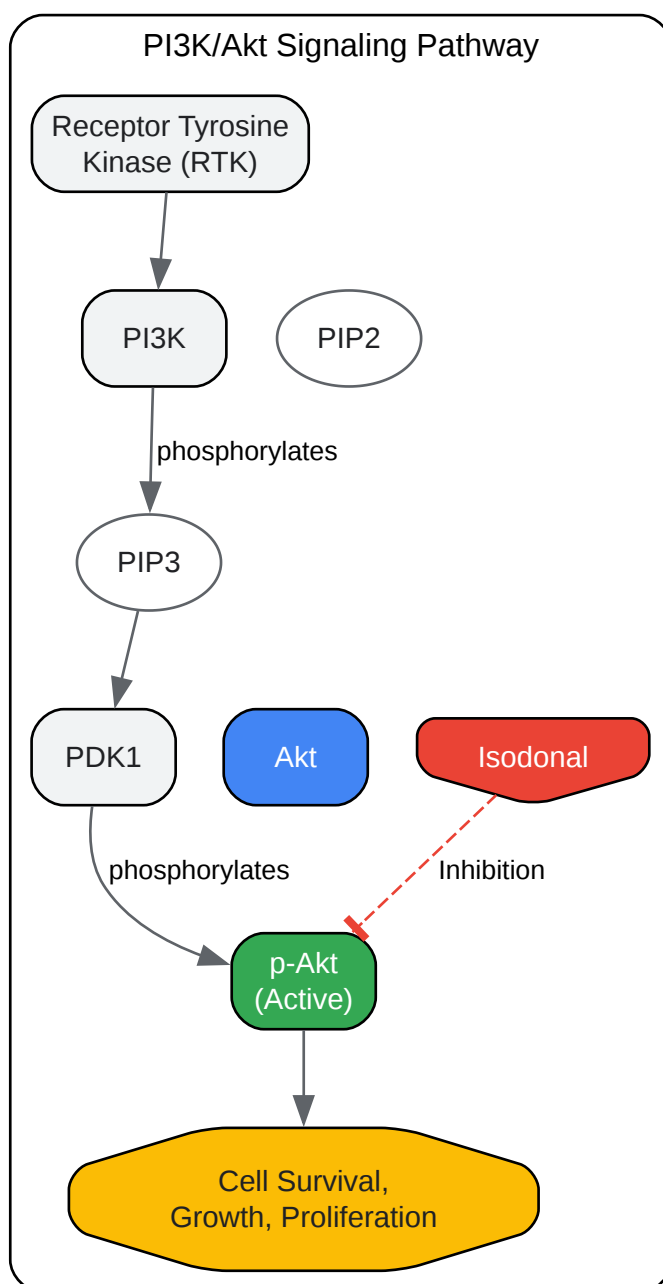 PI3K/Akt Signaling Pathway
Receptor Tyrosine
Kinase (RTK)
PI3K
PIP2
phosphorylates
PIP3
PDK1
Akt
Isodonal
phosphorylates
Inhibition
p-Akt
(Active)
Cell Survival,
Growth, Proliferation